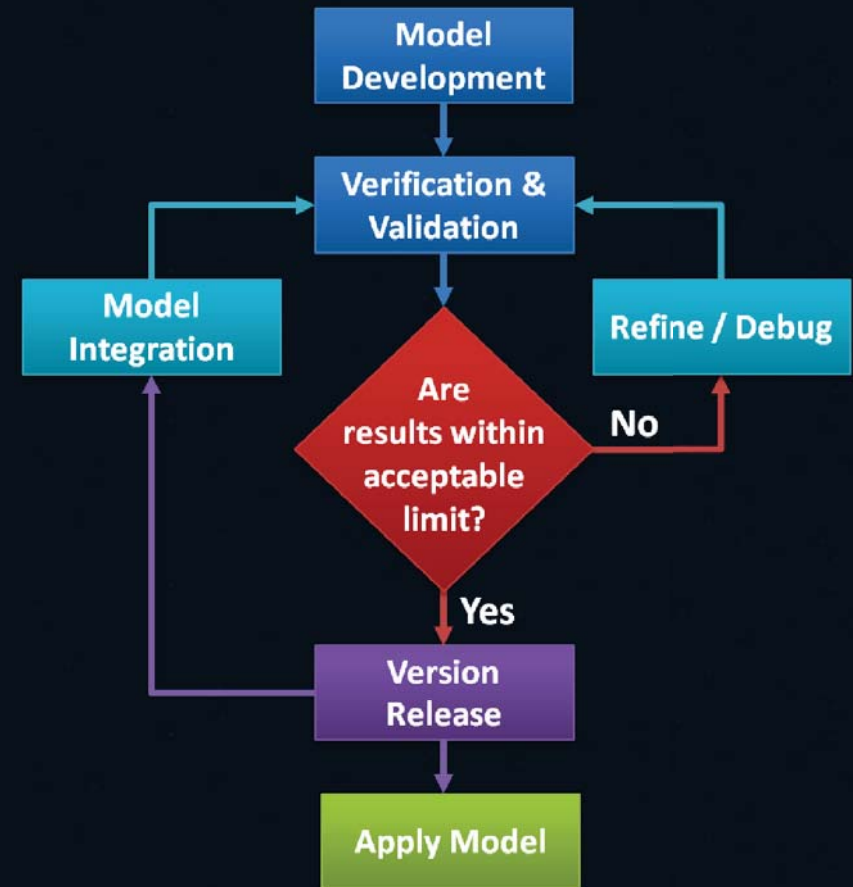 Model
Development
Verification &
Validation
Model
Integration
Refine / Debug
Are
results within
acceptable
limit?
No
Yes
Version
Release
Apply Model